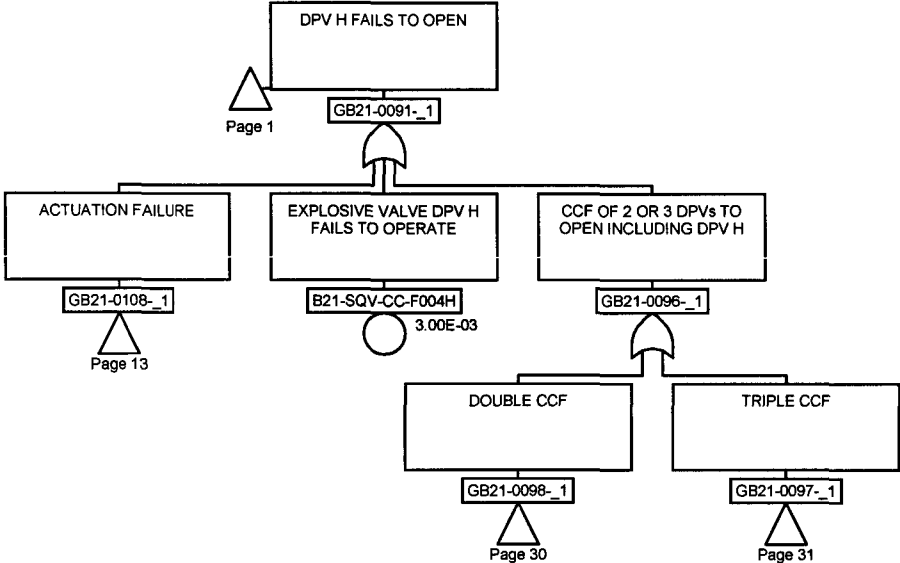 DPV H FAILS TO OPEN
Page 1
GB21-0091-_1
ACTUATION FAILURE
EXPLOSIVE VALVE DPV H
FAILS TO OPERATE
CCF OF 2 OR 3 DPVs TO
OPEN INCLUDING DPV H
GB21-0108-_1
B21-SQV-CC-F004H
GB21-0096-_1
3.00E-03
Page 13
DOUBLE CCF
TRIPLE CCF
GB21-0098-_1
GB21-0097-_1
Page 30
Page 31